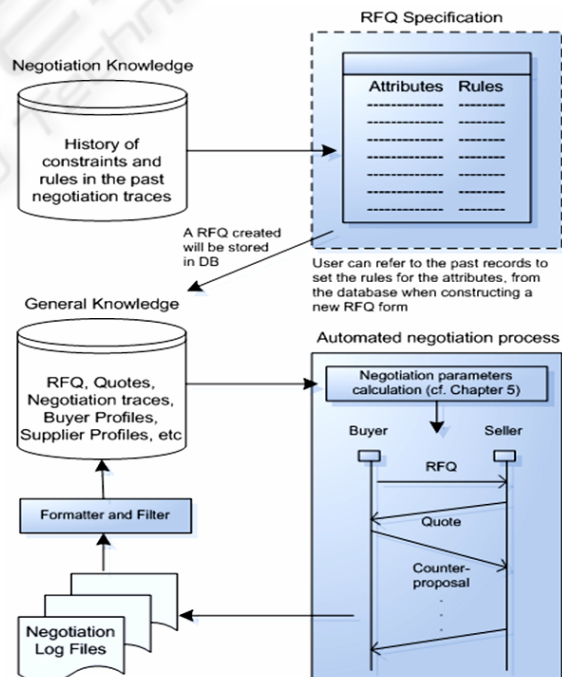 RFQ Specification
Negotiation Knowledge
Attributes Rules
History of
constraints and
rules in the past
negotiation traces
A RFQ created
will be stored
in DB
User can refer to the past records to
set the rules for the attributes, from
the database when constructing a
new RFQ form
General Knowledge
RFQ, Quotes,
Negotiation traces,
Buyer Profiles,
Supplier Profiles, etc
Automated negotiation process
Negotiation parameters
calculation (cf. Chapter 5)
Buyer Seller
RFQ
Quote
Counter-
proposal
.
.
.
Formatter and Filter
Negotiation
Log Files